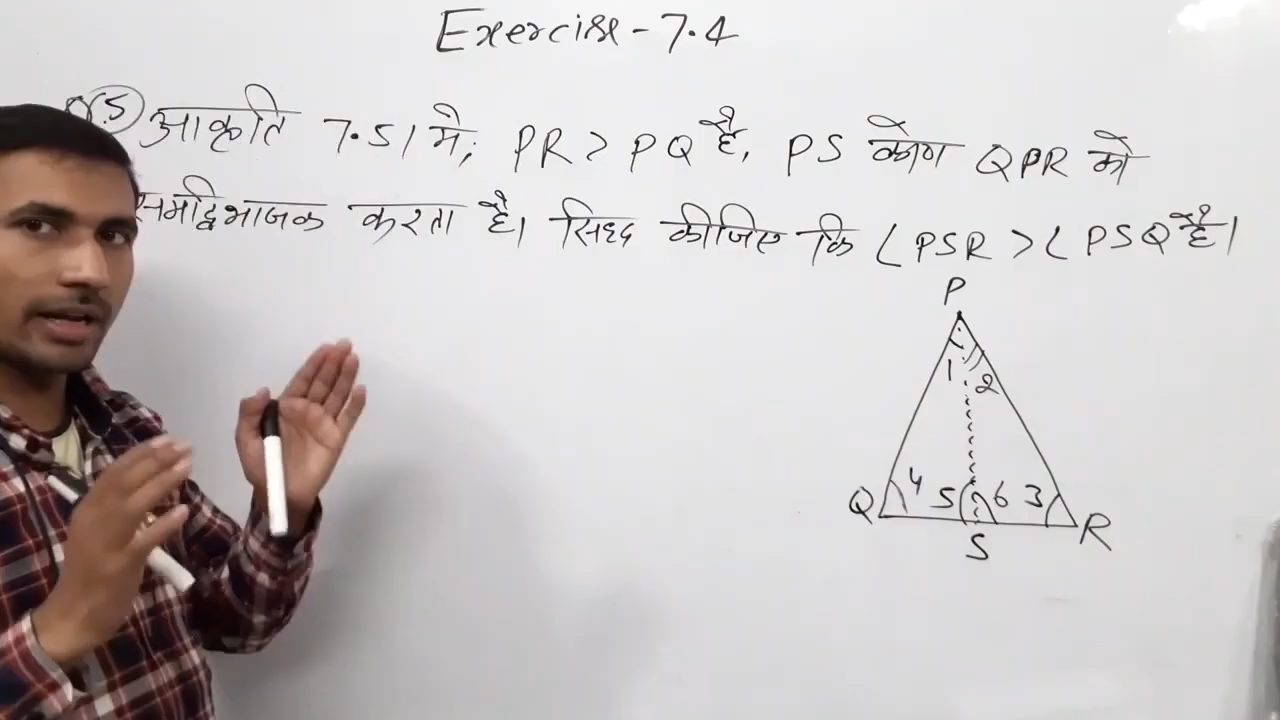 Exercise-7.4
Q5 आकृति 7.51 में, PR > PQ है, PS कोण QPR को
समद्विभाजक करता है। सिध्द कीजिए कि ∠PSR > ∠PSQ है।
P
1 2
Q 4 5 6 3 R
S